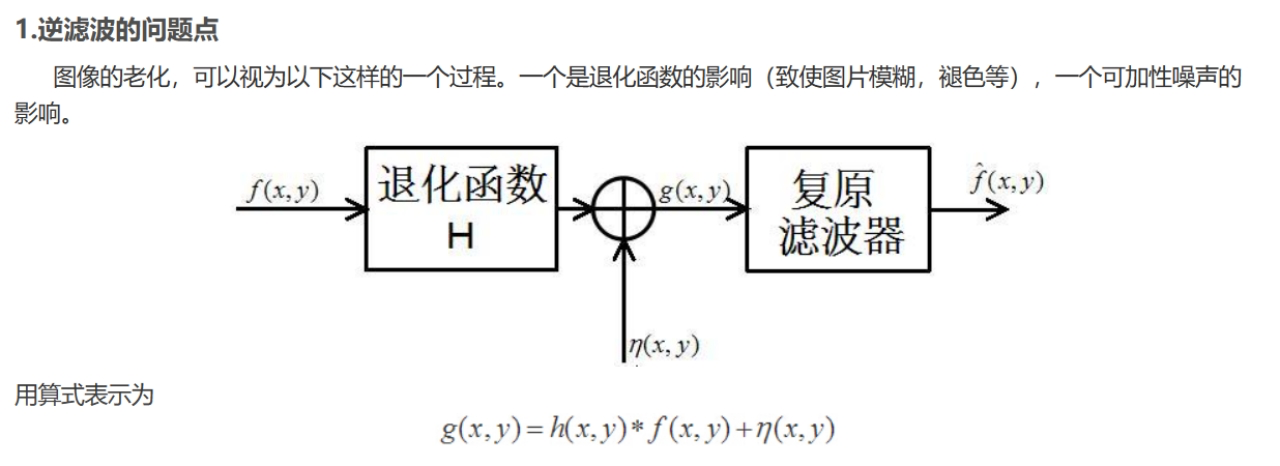 1.逆滤波的问题点
图像的老化，可以视为以下这样的一个过程。一个是退化函数的影响（致使图片模糊，褪色等），一个可加性噪声的
影响。
f(x,y)
退化函数
H
g(x,y)
复原
滤波器
f̂(x,y)
η(x,y)
用算式表示为
g(x,y)=h(x,y)*f(x,y)+η(x,y)